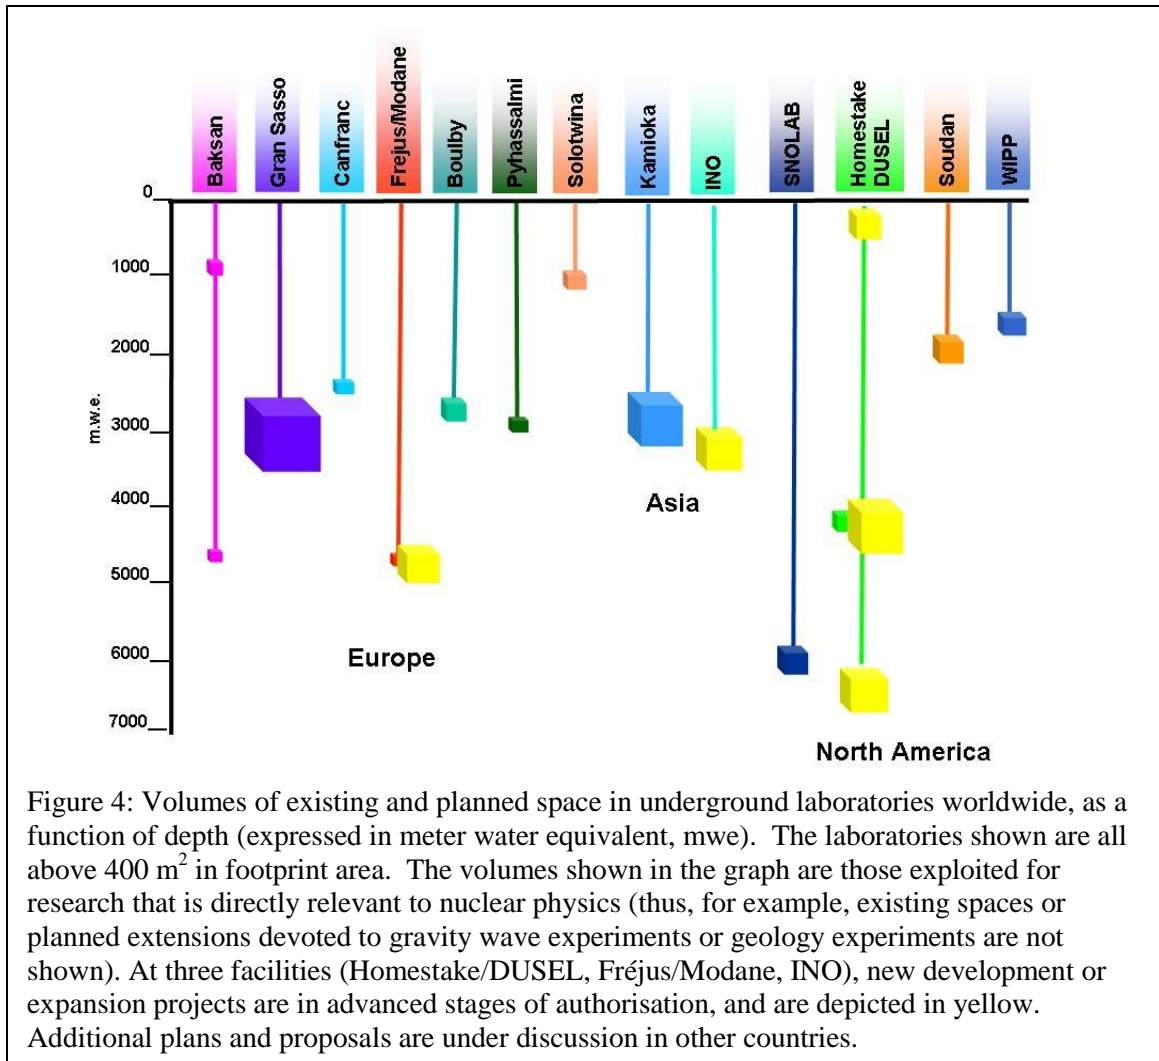 Baksan
Gran Sasso
Canfranc
Frejus/Modane
Boulby
Pyhassalmi
Solotwina
Kamioka
INO
SNOLAB
Homestake
DUSEL
Soudan
WIPP
0
1000
2000
3000
4000
5000
6000
7000
m.w.e.
Asia
Europe
North America
Figure 4: Volumes of existing and planned space in underground laboratories worldwide, as a
function of depth (expressed in meter water equivalent, mwe).  The laboratories shown are all
above 400 m² in footprint area.  The volumes shown in the graph are those exploited for
research that is directly relevant to nuclear physics (thus, for example, existing spaces or
planned extensions devoted to gravity wave experiments or geology experiments are not
shown). At three facilities (Homestake/DUSEL, Fréjus/Modane, INO), new development or
expansion projects are in advanced stages of authorisation, and are depicted in yellow.
Additional plans and proposals are under discussion in other countries.